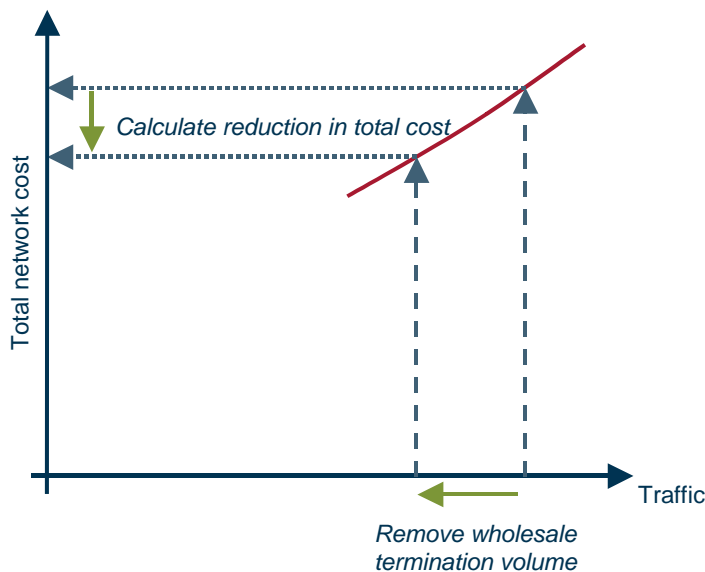 Calculate reduction in total cost
Total network cost
Traffic
Remove wholesale
termination volume